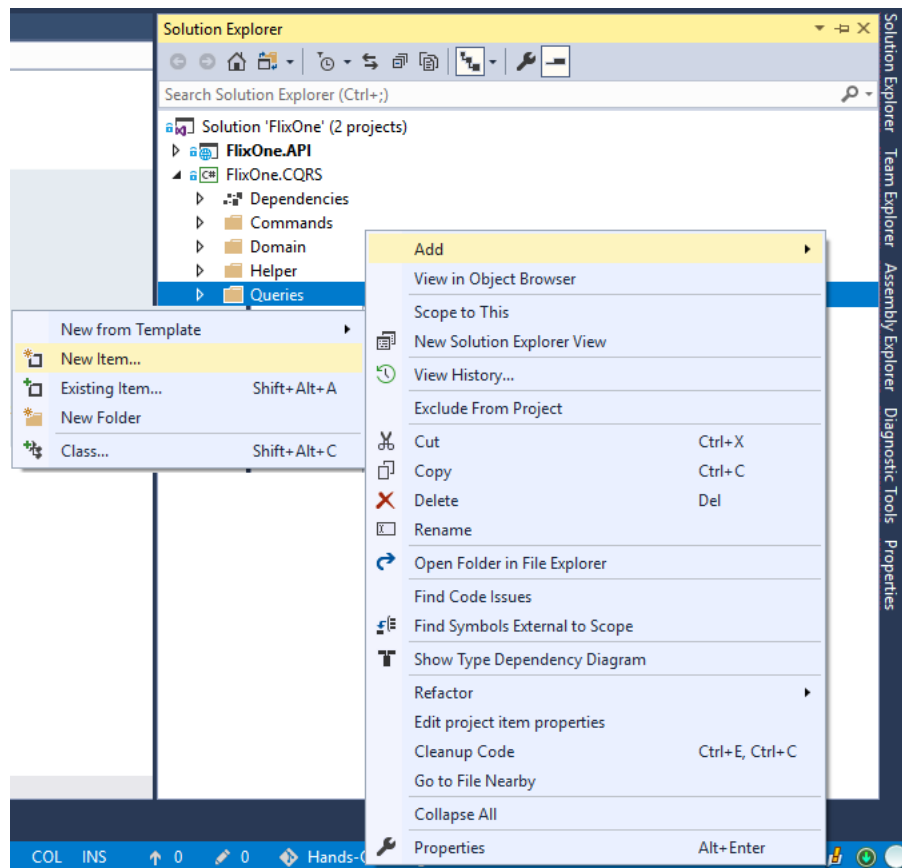 Solution Explorer
Search Solution Explorer (Ctrl+;)
Solution 'FlixOne' (2 projects)
FlixOne.API
C# FlixOne.CQRS
Dependencies
Commands
Domain
Helper
Queries
New from Template
New Item...
Existing Item... Shift+Alt+A
New Folder
Class... Shift+Alt+C
Add
View in Object Browser
Scope to This
New Solution Explorer View
View History...
Exclude From Project
Cut Ctrl+X
Copy Ctrl+C
Delete Del
Rename
Open Folder in File Explorer
Find Code Issues
Find Symbols External to Scope
Show Type Dependency Diagram
Refactor
Edit project item properties
Cleanup Code Ctrl+E, Ctrl+C
Go to File Nearby
Collapse All
Properties Alt+Enter
Solution Explorer
Team Explorer
Assembly Explorer
Diagnostic Tools
Properties
COL INS 0 0